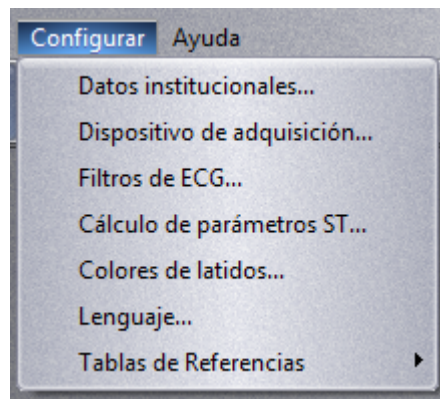 Configurar Ayuda
Datos institucionales...
Dispositivo de adquisición...
Filtros de ECG...
Cálculo de parámetros ST...
Colores de latidos...
Lenguaje...
Tablas de Referencias